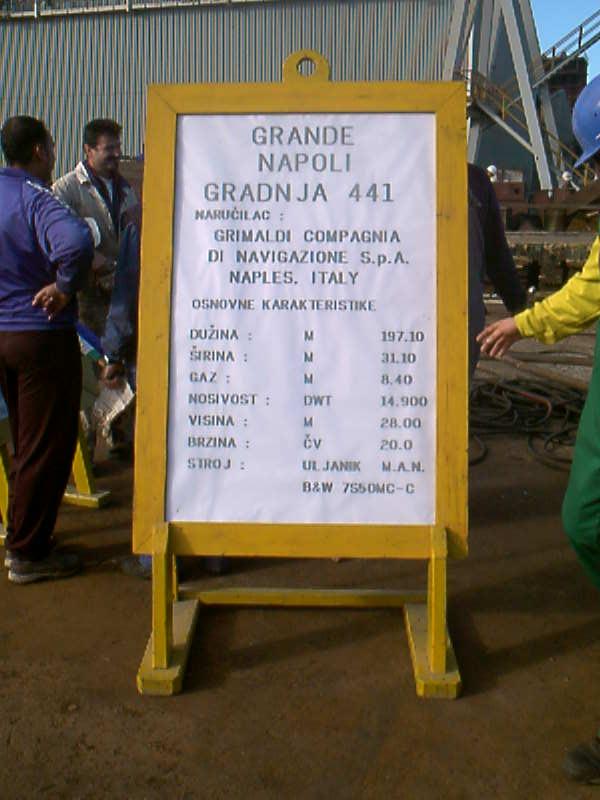 GRANDE
NAPOLI
GRADNJA 441
NARUČILAC :
GRIMALDI COMPAGNIA
DI NAVIGAZIONE S.p.A.
NAPLES, ITALY
OSNOVNE KARAKTERISTIKE
DUŽINA : M 197.10
ŠIRINA : M 31.10
GAZ : M 8.40
NOSIVOST : DWT 14.900
VISINA : M 28.00
BRZINA : ČV 20.0
STROJ : ULJANIK M.A.N.
B&W 7S50MC-C